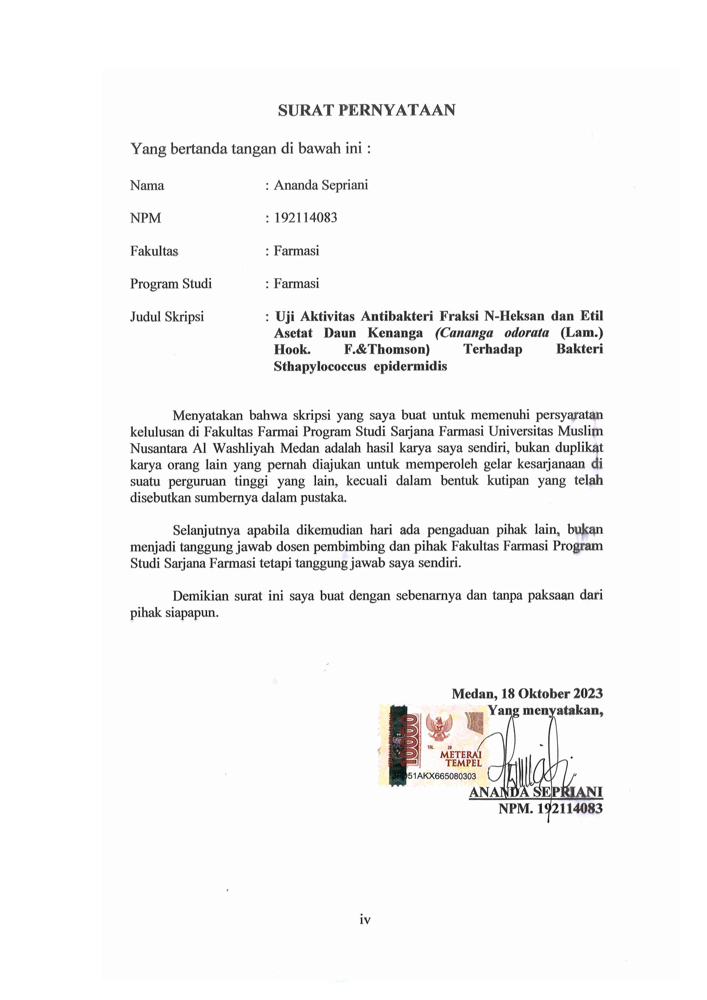 SURAT PERNYATAAN
Yang bertanda tangan di bawah ini :
Nama : Ananda Sepriani
NPM : 192114083
Fakultas : Farmasi
Program Studi : Farmasi
Judul Skripsi : Uji Aktivitas Antibakteri Fraksi N-Heksan dan Etil
Asetat Daun Kenanga (Cananga odorata (Lam.)
Hook. F.&Thomson) Terhadap Bakteri
Sthapylococcus epidermidis
Menyatakan bahwa skripsi yang saya buat untuk memenuhi persyaratan
kelulusan di Fakultas Farmai Program Studi Sarjana Farmasi Universitas Muslim
Nusantara Al Washliyah Medan adalah hasil karya saya sendiri, bukan duplikat
karya orang lain yang pernah diajukan untuk memperoleh gelar kesarjanaan di
suatu perguruan tinggi yang lain, kecuali dalam bentuk kutipan yang telah
disebutkan sumbernya dalam pustaka.
Selanjutnya apabila dikemudian hari ada pengaduan pihak lain, bukan
menjadi tanggung jawab dosen pembimbing dan pihak Fakultas Farmasi Program
Studi Sarjana Farmasi tetapi tanggung jawab saya sendiri.
Demikian surat ini saya buat dengan sebenarnya dan tanpa paksaan dari
pihak siapapun.
Medan, 18 Oktober 2023
Yang menyatakan,
10000
TGL. 20
METERAI
TEMPEL
3FD51AKX665080303
ANANDA SEPRIANI
NPM. 192114083
iv